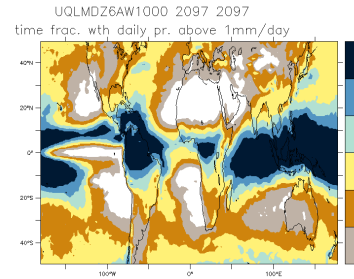 UQLMDZ6AW1000 2097 2097
time frac. wth daily pr. above 1mm/day
40°N
20°N
0°
20°S
40°S
100°W 0° 100°E